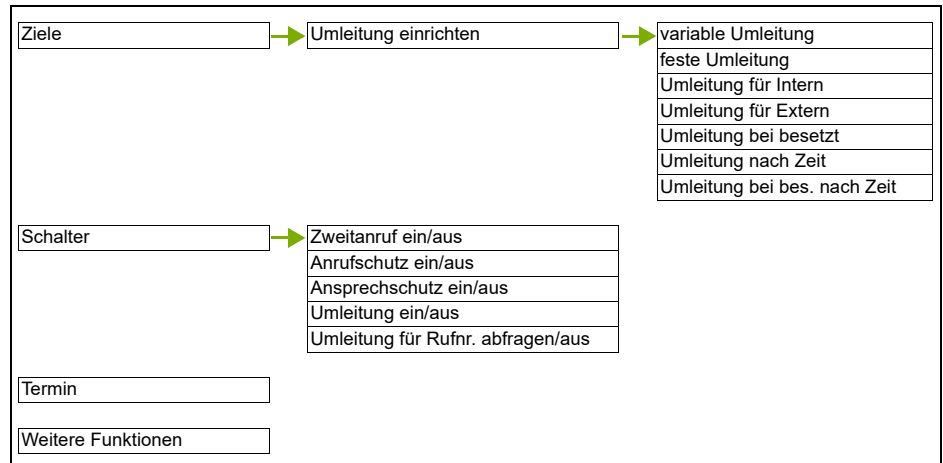 Ziele
Umleitung einrichten
variable Umleitung
feste Umleitung
Umleitung für Intern
Umleitung für Extern
Umleitung bei besetzt
Umleitung nach Zeit
Umleitung bei bes. nach Zeit
Schalter
Zweitanruf ein/aus
Anrufschutz ein/aus
Ansprechschutz ein/aus
Umleitung ein/aus
Umleitung für Rufnr. abfragen/aus
Termin
Weitere Funktionen